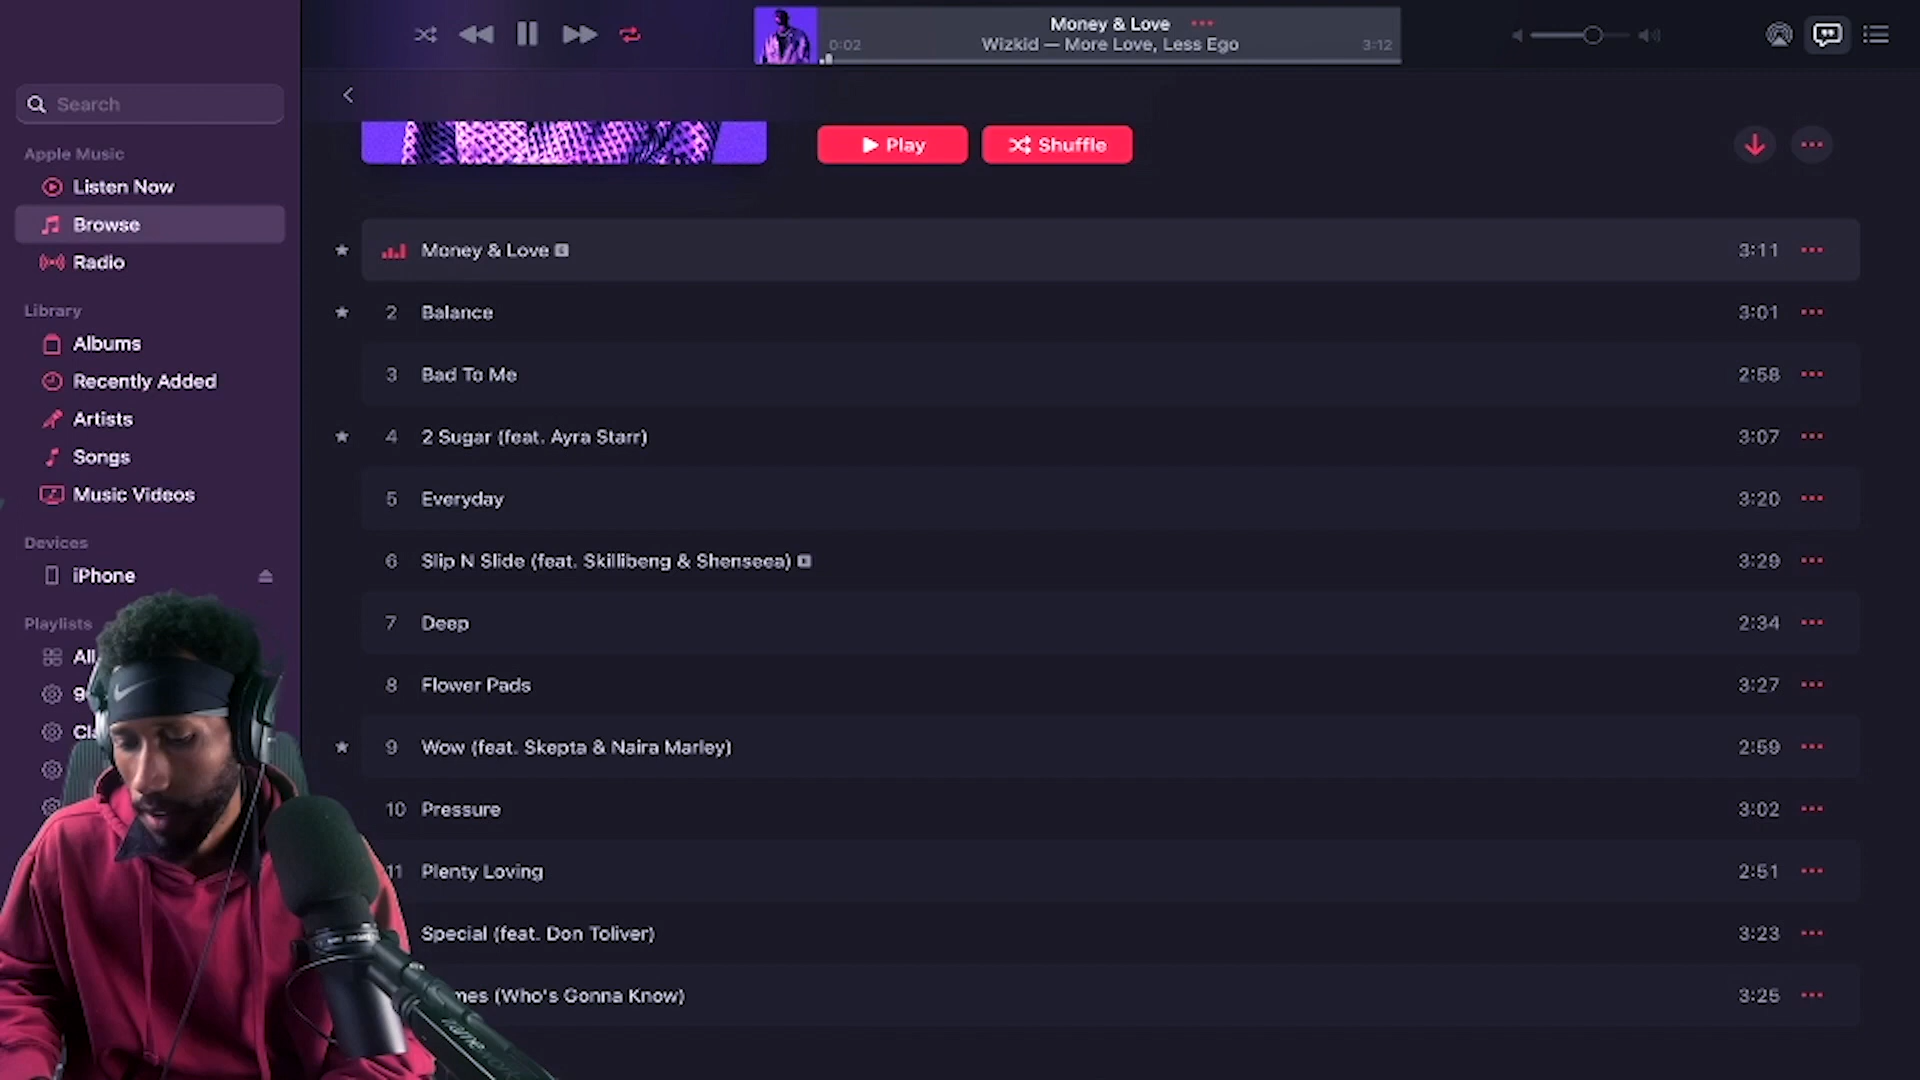 Money & Love
Wizkid — More Love, Less Ego
0:02
3:12
Search
Apple Music
Listen Now
Browse
Radio
Library
Albums
Recently Added
Artists
Songs
Music Videos
Devices
iPhone
Playlists
All
Play
Shuffle
Money & Love E 3:11
2 Balance 3:01
3 Bad To Me 2:58
4 2 Sugar (feat. Ayra Starr) 3:07
5 Everyday 3:20
6 Slip N Slide (feat. Skillibeng & Shenseea) E 3:29
7 Deep 2:34
8 Flower Pads 3:27
9 Wow (feat. Skepta & Naira Marley) 2:59
10 Pressure 3:02
11 Plenty Loving 2:51
Special (feat. Don Toliver) 3:23
(Who's Gonna Know) 3:25